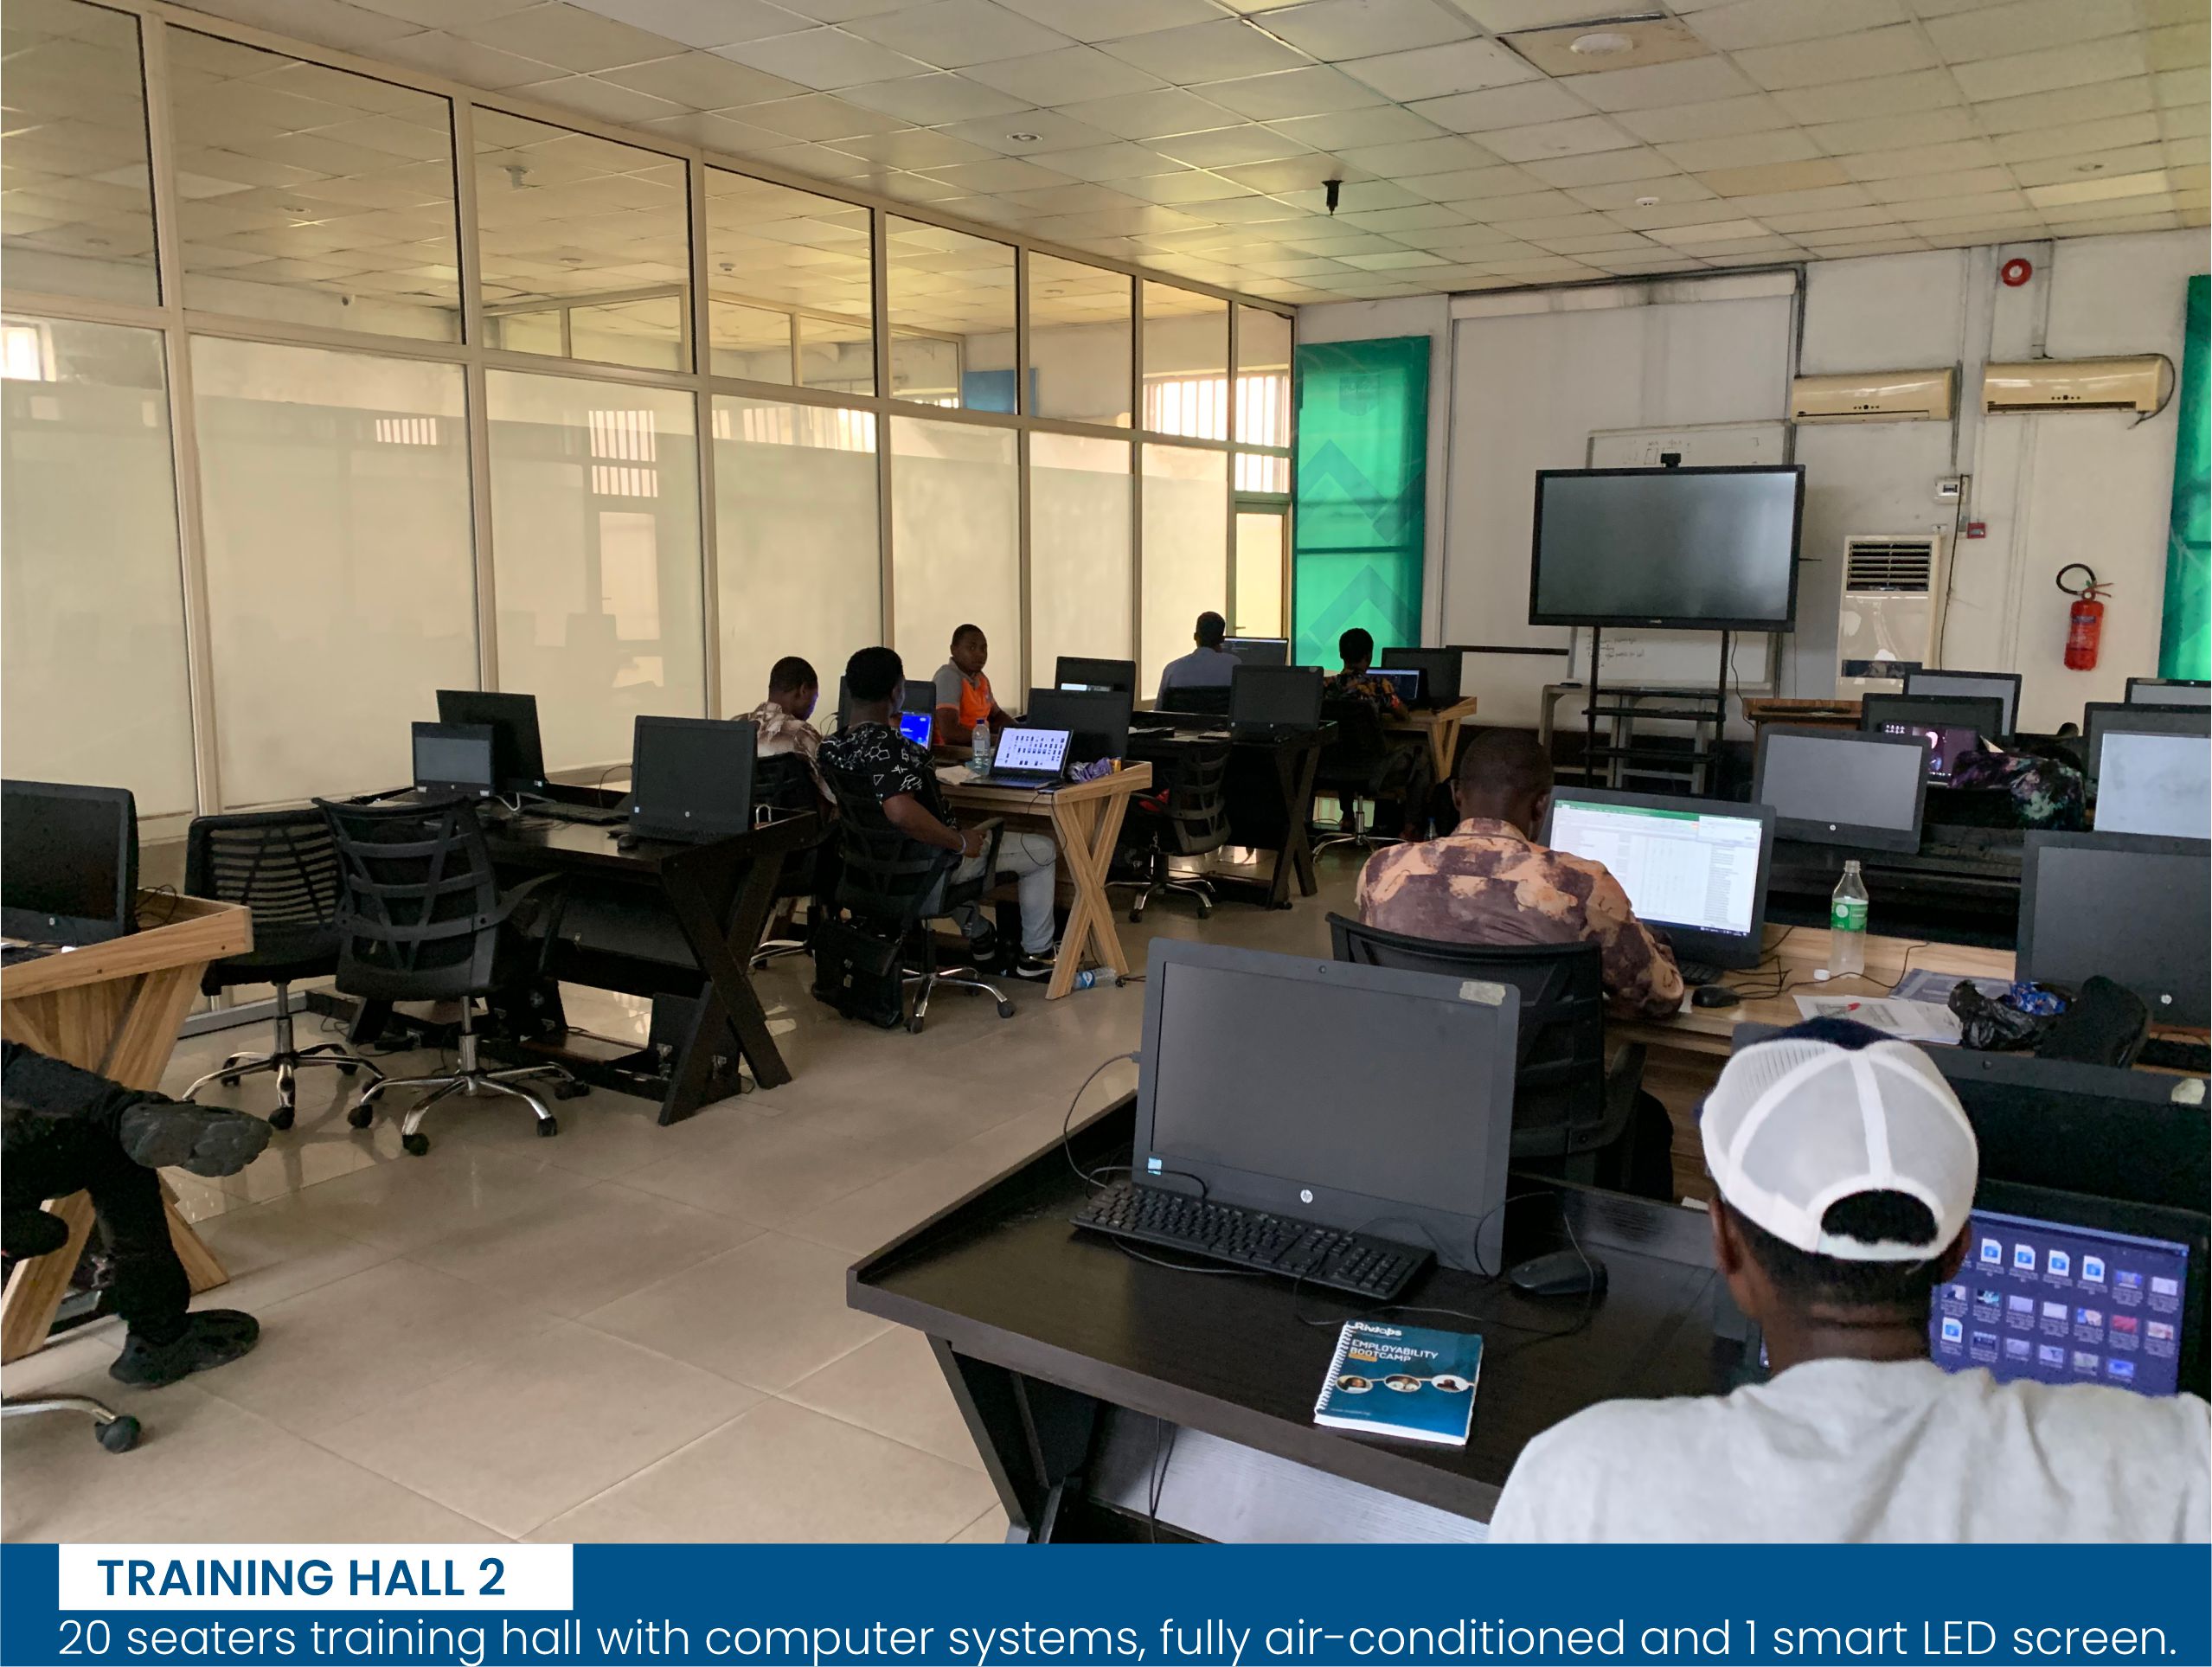 RivJobs
EMPLOYABILITY
BOOTCAMP
TRAINING HALL 2
20 seaters training hall with computer systems, fully air-conditioned and 1 smart LED screen.